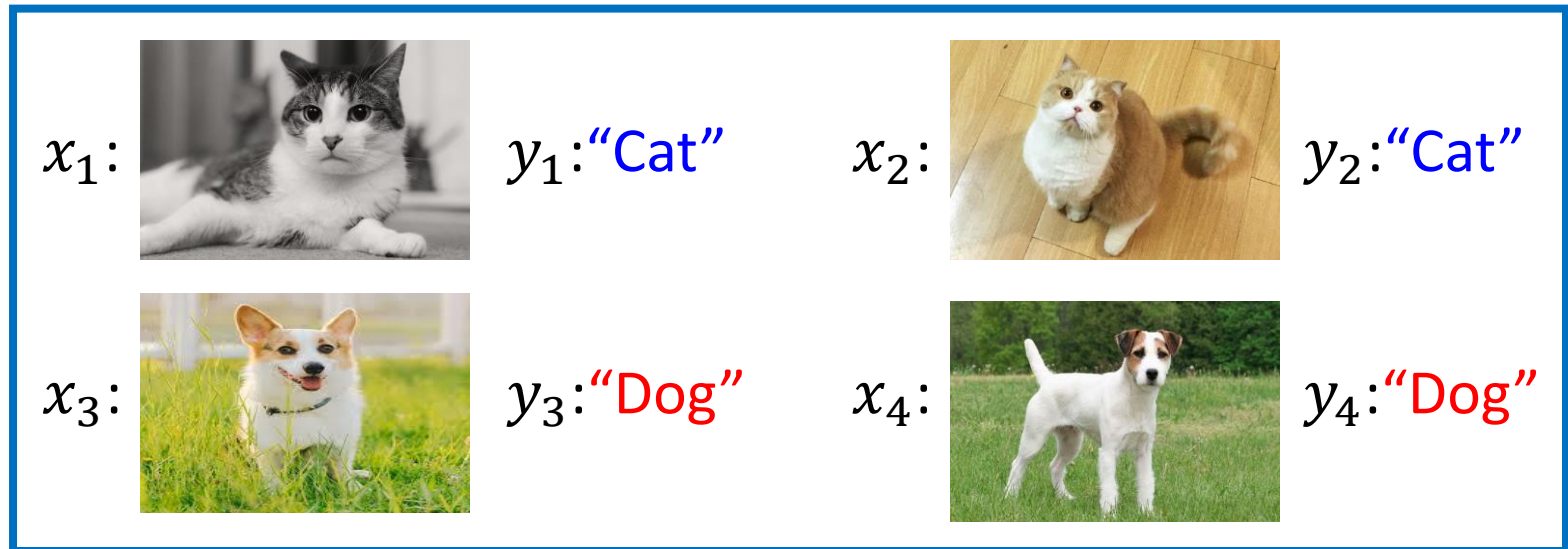 x₁: y₁:“Cat” x₂: y₂:“Cat”
x₃: y₃:“Dog” x₄: y₄:“Dog”